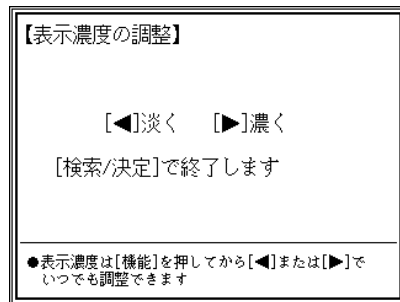 【表示濃度の調整】
[◀]淡く [▶]濃く
[検索/決定]で終了します
●表示濃度は[機能]を押してから[◀]または[▶]で
いつでも調整できます